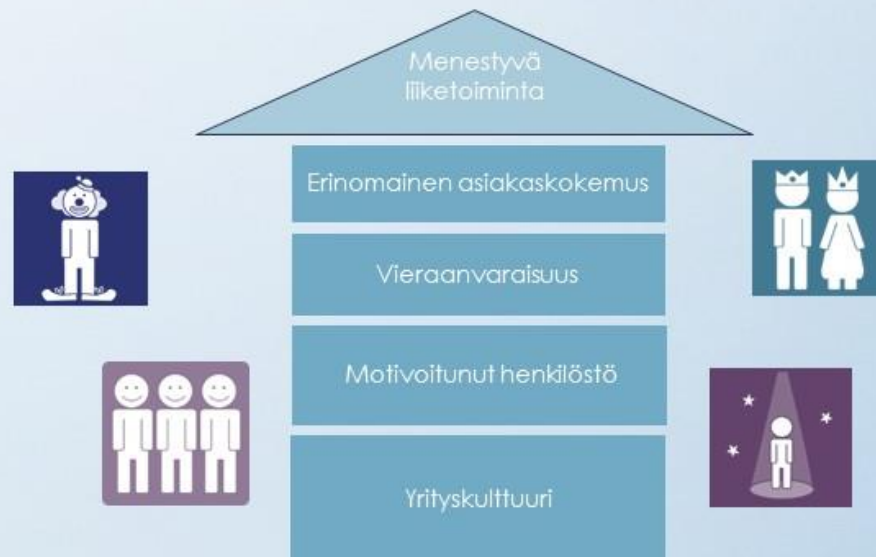 Menestyvä
liiketoiminta
Erinomainen asiakaskokemus
Vieraanvaraisuus
Motivoitunut henkilöstö
Yrityskulttuuri